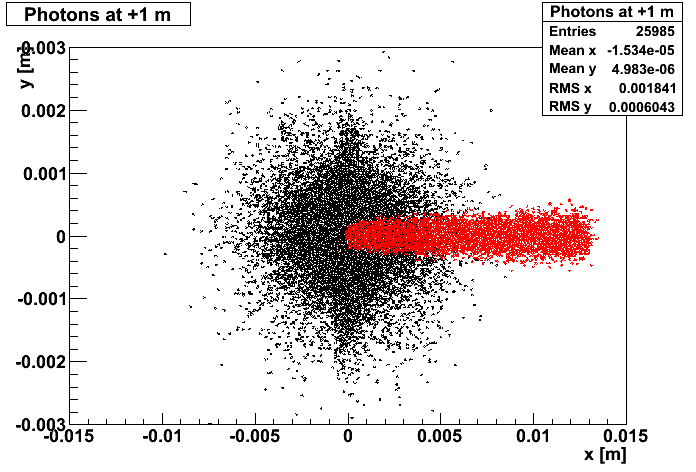 Photons at +1 m
Photons at +1 m
Entries 25985
Mean x -1.534e-05
Mean y 4.983e-06
RMS x 0.001841
RMS y 0.0006043
y [m]
0.003
0.002
0.001
0
-0.001
-0.002
-0.003
-0.015 -0.01 -0.005 0 0.005 0.01 0.015
x [m]